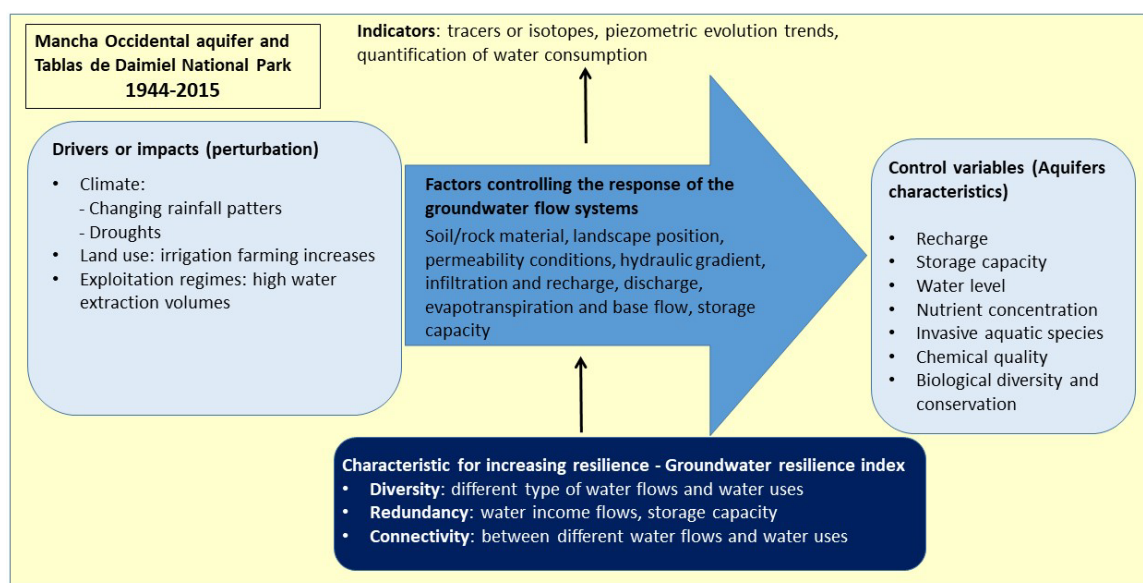 Mancha Occidental aquifer and
Tablas de Daimiel National Park
1944-2015
Indicators: tracers or isotopes, piezometric evolution trends,
quantification of water consumption
Drivers or impacts (perturbation)
• Climate:
- Changing rainfall patters
- Droughts
• Land use: irrigation farming increases
• Exploitation regimes: high water
extraction volumes
Factors controlling the response of the
groundwater flow systems
Soil/rock material, landscape position,
permeability conditions, hydraulic gradient,
infiltration and recharge, discharge,
evapotranspiration and base flow, storage
capacity
Control variables (Aquifers
characteristics)
• Recharge
• Storage capacity
• Water level
• Nutrient concentration
• Invasive aquatic species
• Chemical quality
• Biological diversity and
conservation
Characteristic for increasing resilience - Groundwater resilience index
• Diversity: different type of water flows and water uses
• Redundancy: water income flows, storage capacity
• Connectivity: between different water flows and water uses